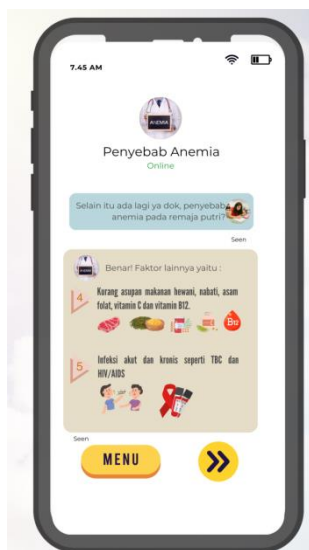 7.45 AM
ANEMIA
Penyebab Anemia
Online
Selain itu ada lagi ya dok, penyebab
anemia pada remaja putri?
Seen
Benar! Faktor lainnya yaitu :
4. Kurang asupan makanan hewani, nabati, asam
folat, vitamin C dan vitamin B12.
B12
5. Infeksi akut dan kronis seperti TBC dan
HIV/AIDS
Seen
MENU